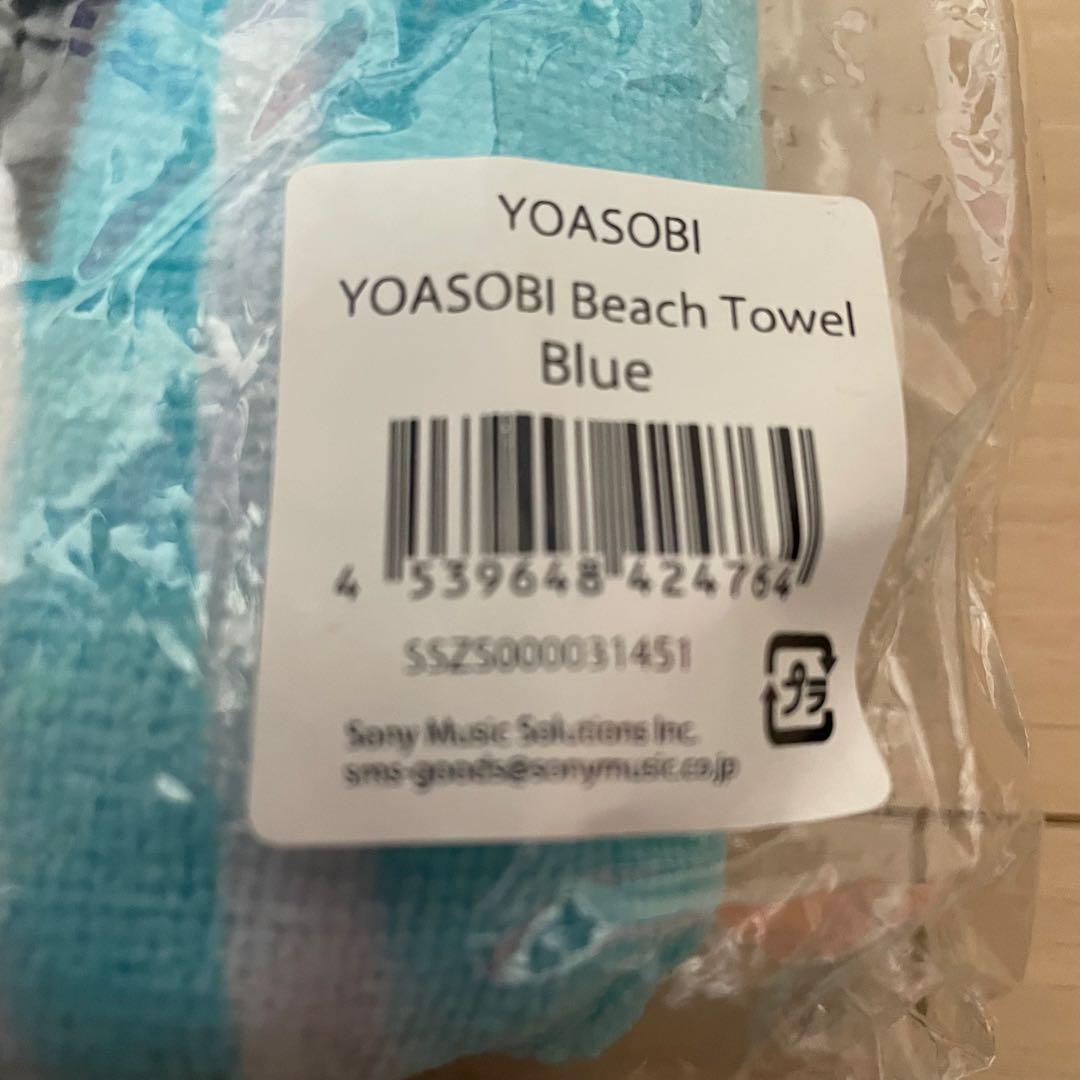 YOASOBI
YOASOBI Beach Towel
Blue
4 539648 424764
SSZS000031451
プラ
Sony Music Solutions Inc.
sms-goods@sonymusic.co.jp